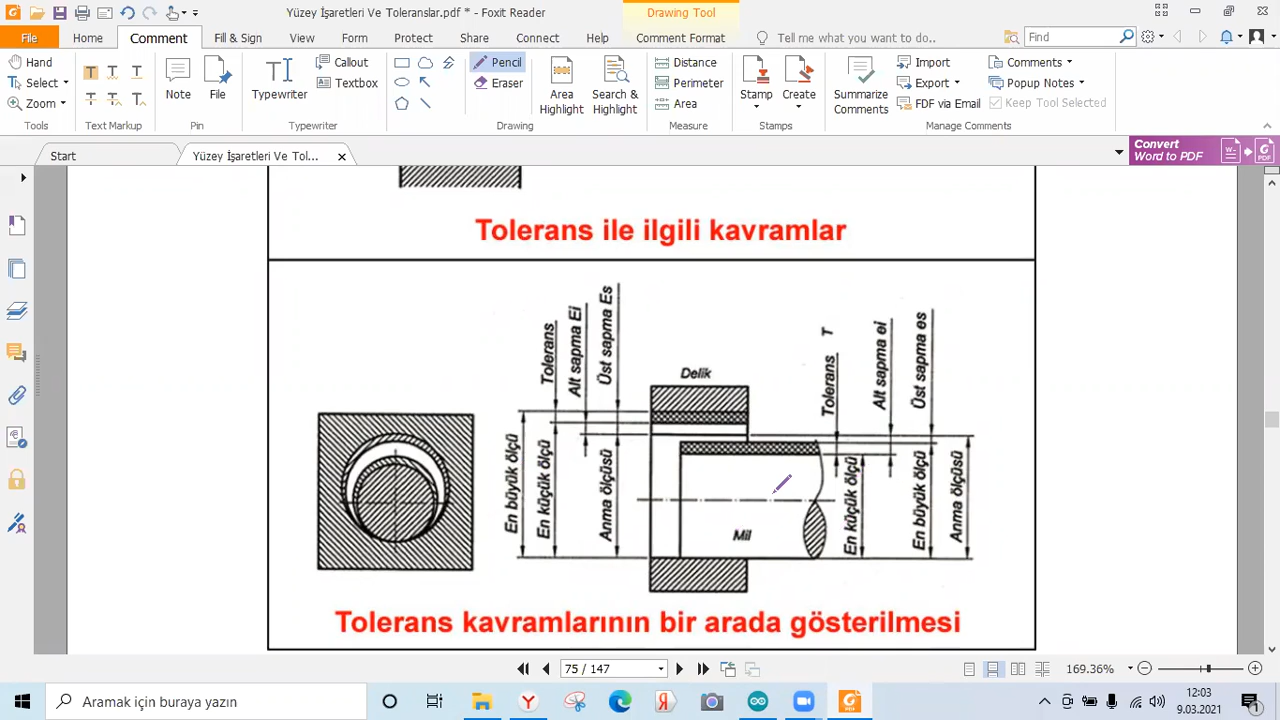 Yüzey İşaretleri Ve Toleranslar.pdf * - Foxit Reader
Drawing Tool
File
Home
Comment
Fill & Sign
View
Form
Protect
Share
Connect
Help
Comment Format
Tell me what you want to do...
Find
Hand
Select
Zoom
Tools
Text Markup
Note
File
Pin
Typewriter
Callout
Textbox
Typewriter
Pencil
Eraser
Drawing
Area
Highlight
Search &
Highlight
Distance
Perimeter
Area
Measure
Stamp
Create
Stamps
Summarize
Comments
Import
Export
FDF via Email
Comments
Popup Notes
Keep Tool Selected
Manage Comments
Start
Yüzey İşaretleri Ve Tol...
Convert
Word to PDF
Tolerans ile ilgili kavramlar
Tolerans
Alt sapma Ei
Üst sapma Es
Delik
Tolerans T
Alt sapma ei
Üst sapma es
En büyük ölçü
En küçük ölçü
Anma ölçüsü
Mil
En küçük ölçü
En büyük ölçü
Anma ölçüsü
Tolerans kavramlarının bir arada gösterilmesi
75 / 147
169.36%
Aramak için buraya yazın
12:03
9.03.2021